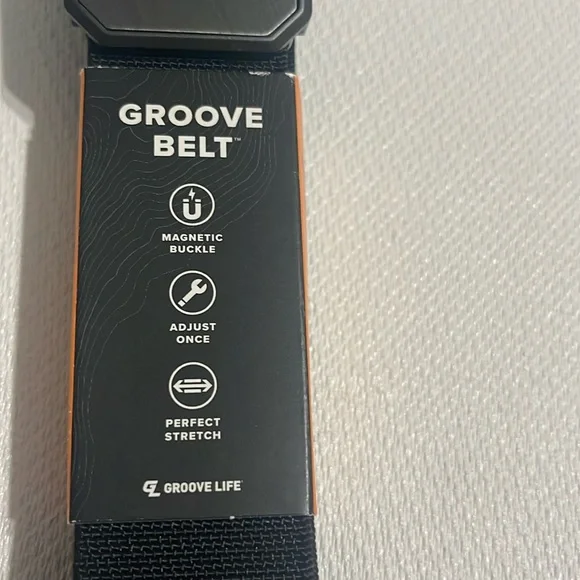 GROOVE
BELT™
MAGNETIC
BUCKLE
ADJUST
ONCE
PERFECT
STRETCH
GL GROOVE LIFE